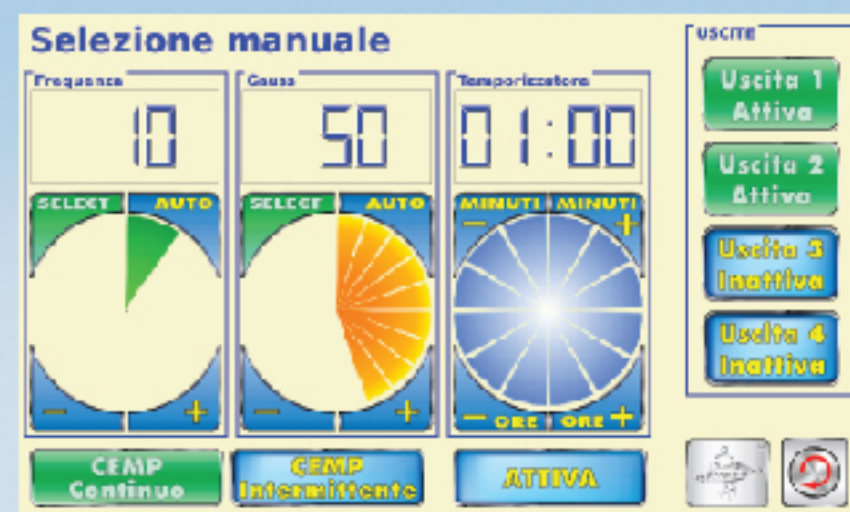 Selezione manuale
Frequenza
10
SELECT AUTO
- +
Gauss
50
SELECT AUTO
- +
Temporizzatore
01:00
MINUTI MINUTI
- +
- ORE ORE +
CEMP
Continuo
CEMP
Intermittente
ATTIVA
USCITE
Uscita 1
Attiva
Uscita 2
Attiva
Uscita 3
Inattiva
Uscita 4
Inattiva